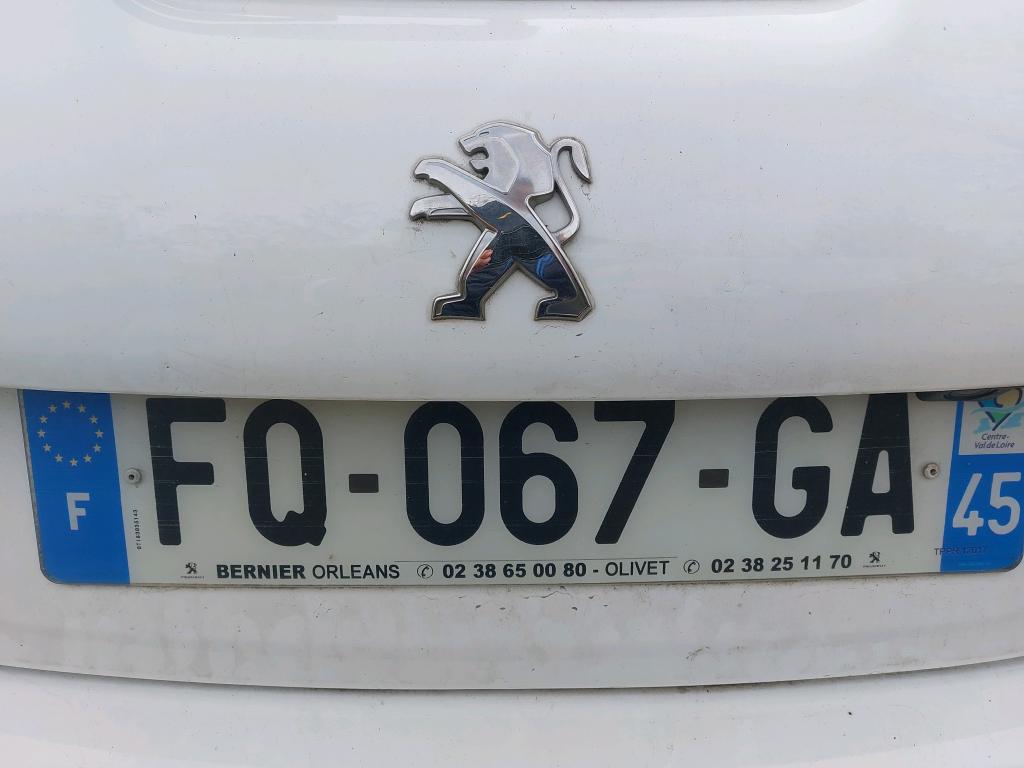 F
FQ-067-GA
Centre-
Val de Loire
45
BERNIER ORLEANS ✆ 02 38 65 00 80 - OLIVET ✆ 02 38 25 11 70